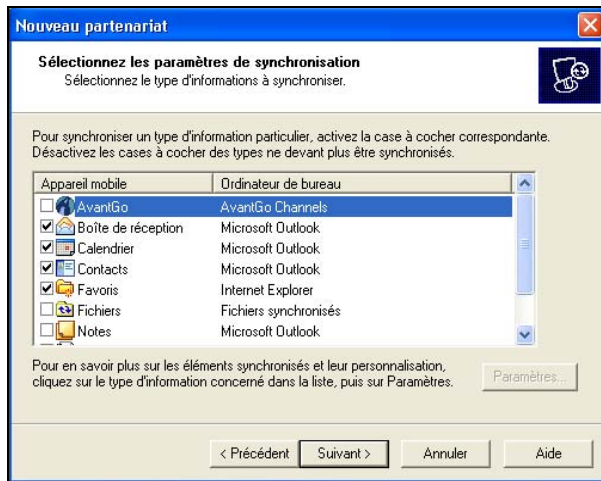 Nouveau partenariat
Sélectionnez les paramètres de synchronisation
Sélectionnez le type d'informations à synchroniser.
Pour synchroniser un type d'information particulier, activez la case à cocher correspondante.
Désactivez les cases à cocher des types ne devant plus être synchronisés.
Appareil mobile Ordinateur de bureau
AvantGo AvantGo Channels
Boîte de réception Microsoft Outlook
Calendrier Microsoft Outlook
Contacts Microsoft Outlook
Favoris Internet Explorer
Fichiers Fichiers synchronisés
Notes Microsoft Outlook
Pour en savoir plus sur les éléments synchronisés et leur personnalisation,
cliquez sur le type d'information concerné dans la liste, puis sur Paramètres.
Paramètres...
< Précédent Suivant > Annuler Aide